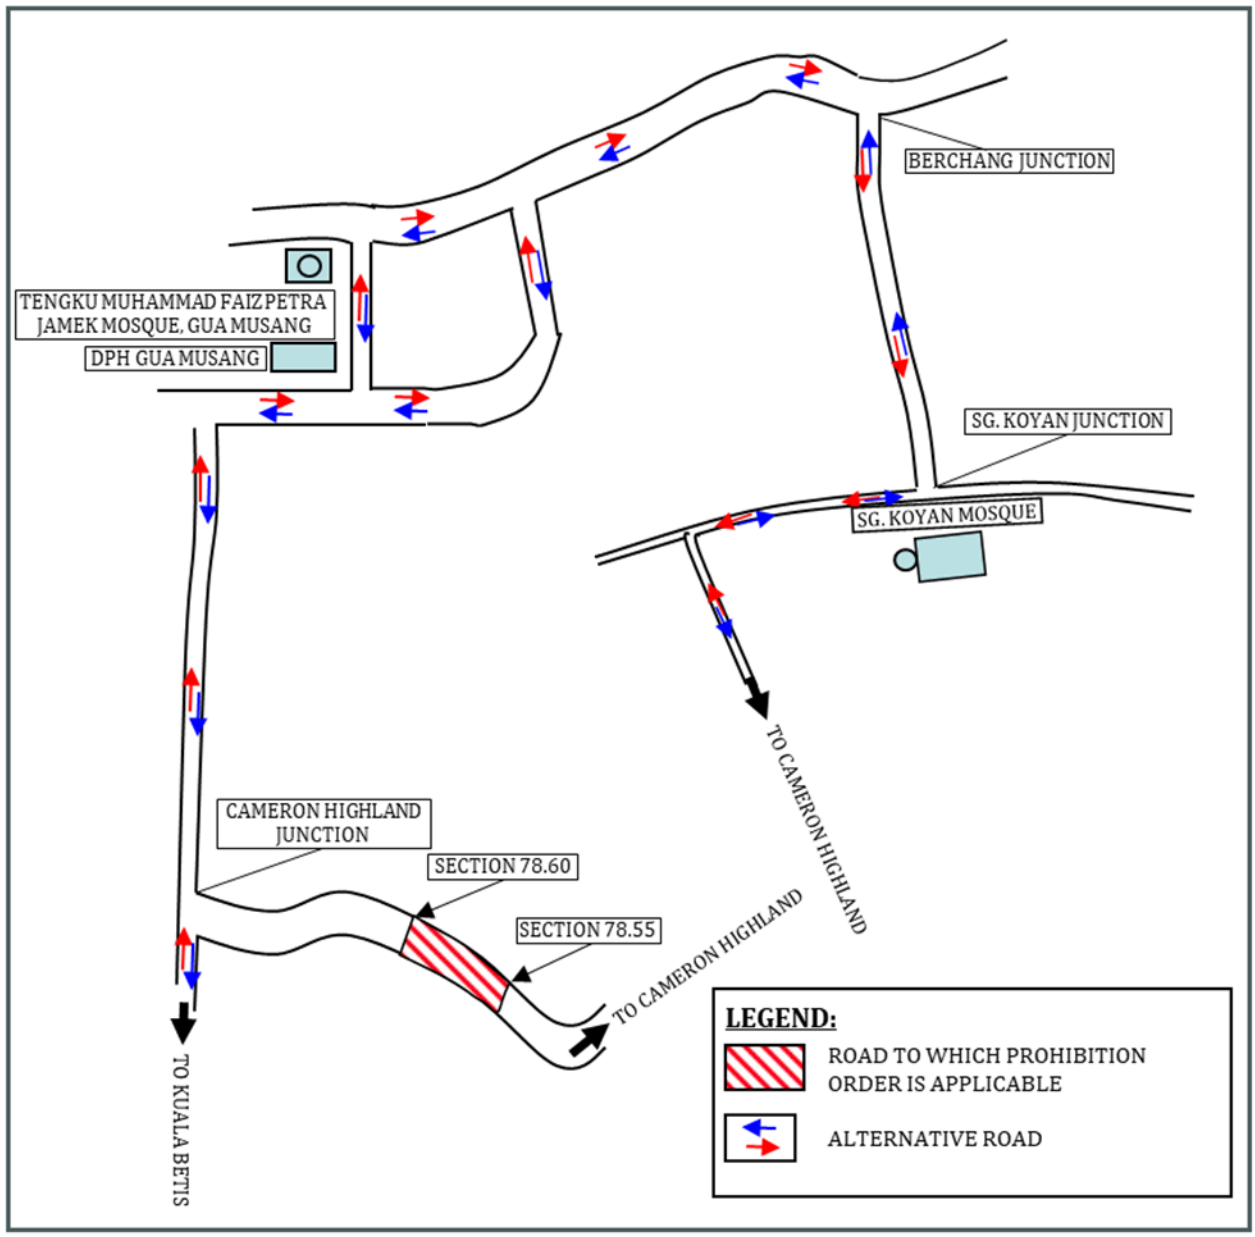 BERCHANG JUNCTION
TENGKU MUHAMMAD FAIZ PETRA
JAMEK MOSQUE, GUA MUSANG
DPH GUA MUSANG
SG. KOYAN JUNCTION
SG. KOYAN MOSQUE
TO CAMERON HIGHLAND
CAMERON HIGHLAND
JUNCTION
SECTION 78.60
SECTION 78.55
TO CAMERON HIGHLAND
TO KUALA BETIS
LEGEND:
ROAD TO WHICH PROHIBITION
ORDER IS APPLICABLE
ALTERNATIVE ROAD